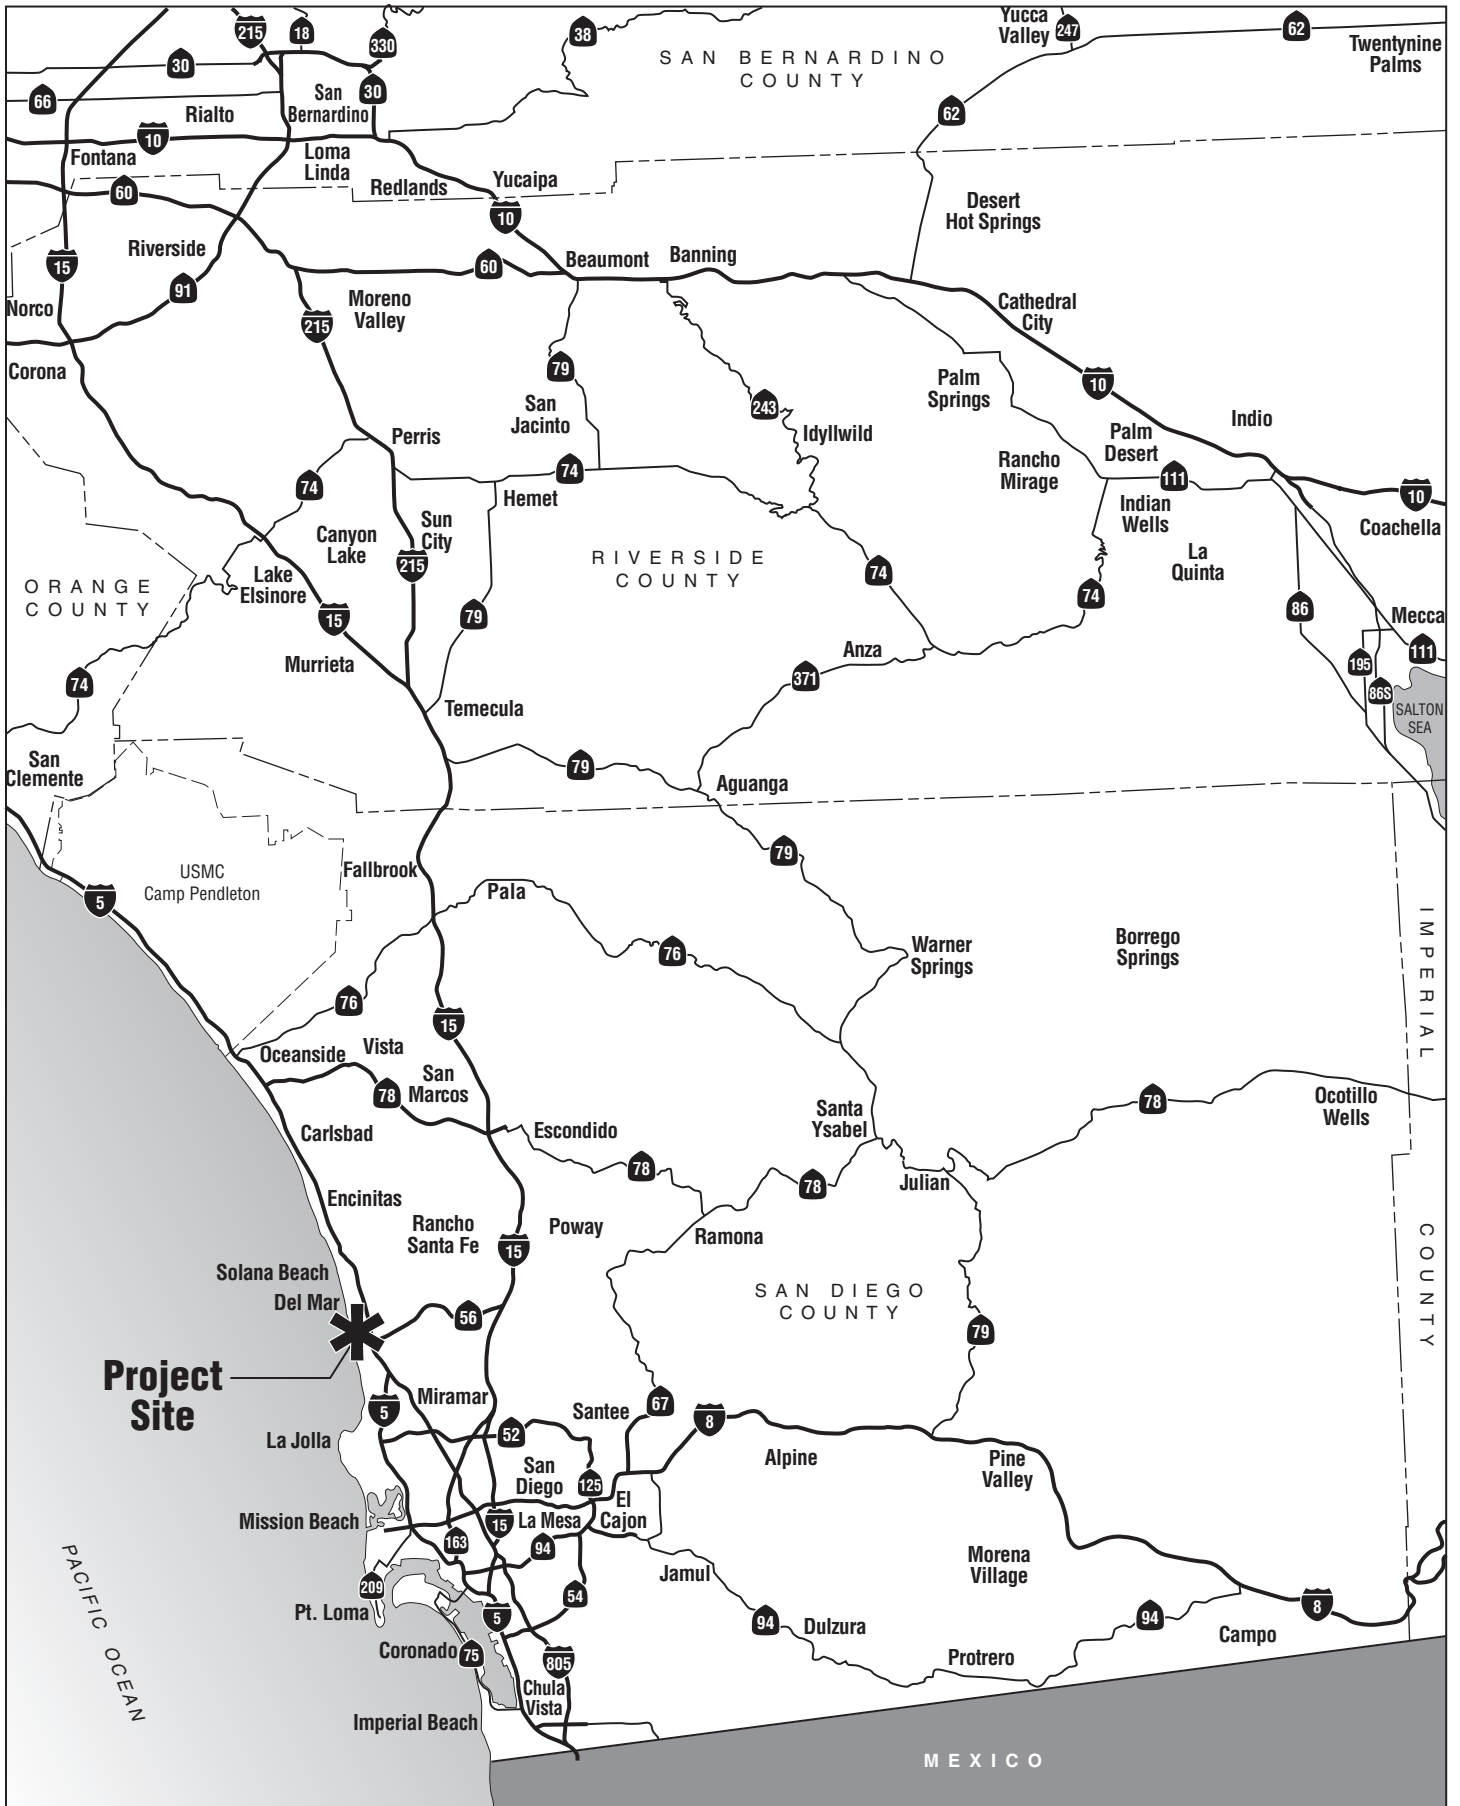 215
18
330
38
Yucca
Valley
247
62
Twentynine
Palms
30
SAN BERNARDINO
COUNTY
66
30
San
Bernardino
Rialto
62
10
Fontana
Loma
Linda
Redlands
Yucaipa
60
10
Desert
Hot Springs
Riverside
15
60
Beaumont
Banning
91
Norco
Moreno
Valley
215
Cathedral
City
Corona
79
10
Palm
Springs
San
Jacinto
243
Idyllwild
Indio
Perris
Palm
Desert
Rancho
Mirage
74
74
111
10
Hemet
Indian
Wells
Coachella
Canyon
Lake
Sun
City
215
RIVERSIDE
COUNTY
La
Quinta
ORANGE
COUNTY
Lake
Elsinore
74
74
15
79
86
Mecca
Murrieta
Anza
371
195
111
74
86S
SALTON
SEA
Temecula
San
Clemente
79
Aguanga
79
USMC
Camp Pendleton
Fallbrook
5
Pala
76
Warner
Springs
Borrego
Springs
IMPERIAL
COUNTY
76
15
Oceanside
Vista
San
Marcos
78
78
Ocotillo
Wells
Santa
Ysabel
Carlsbad
Escondido
78
78
Julian
Encinitas
Rancho
Santa Fe
Poway
Ramona
15
Solana Beach
Del Mar
SAN DIEGO
COUNTY
56
79
Project
Site
Miramar
5
67
Santee
8
La Jolla
52
Alpine
Pine
Valley
San
Diego
125
El
Cajon
Mission Beach
15
La Mesa
163
94
Morena
Village
209
Jamul
54
PACIFIC OCEAN
Pt. Loma
5
94
Dulzura
94
8
Campo
Coronado
75
805
Protrero
Chula
Vista
Imperial Beach
MEXICO